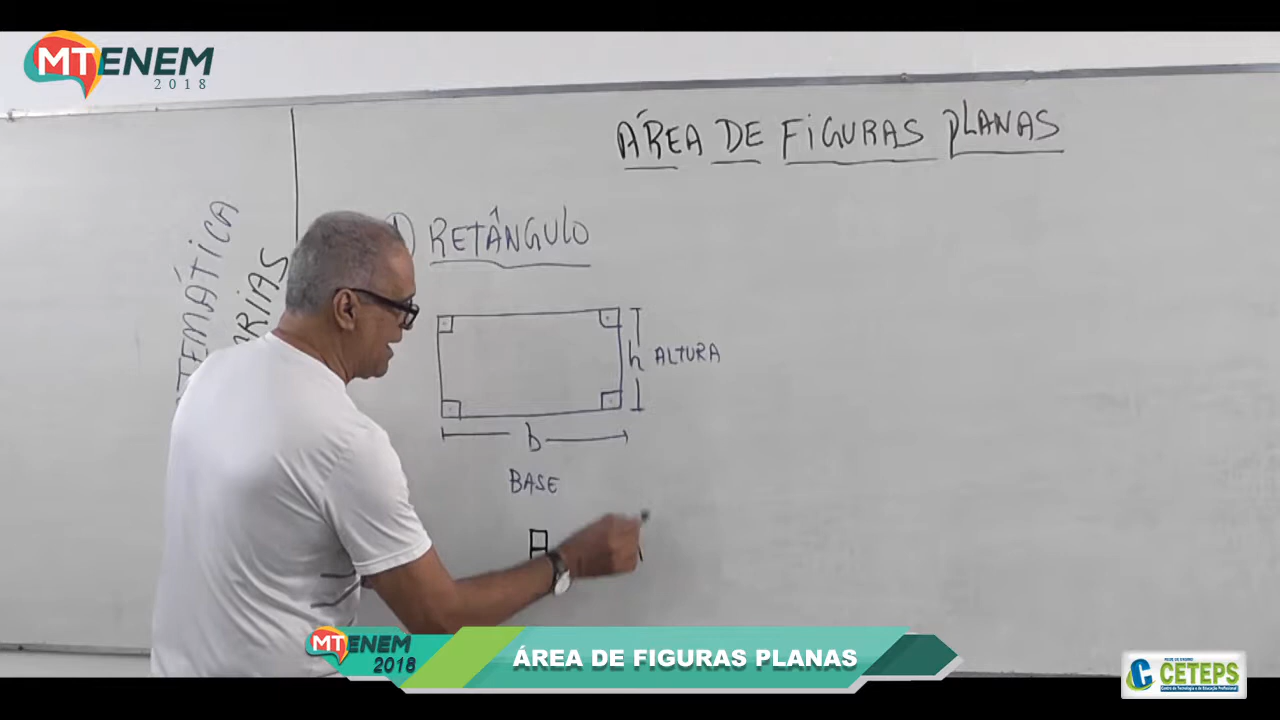 MTENEM
2018
ÁREA DE FIGURAS PLANAS
RETÂNGULO
h ALTURA
b
BASE
A
MTENEM
2018
ÁREA DE FIGURAS PLANAS
CETEPS